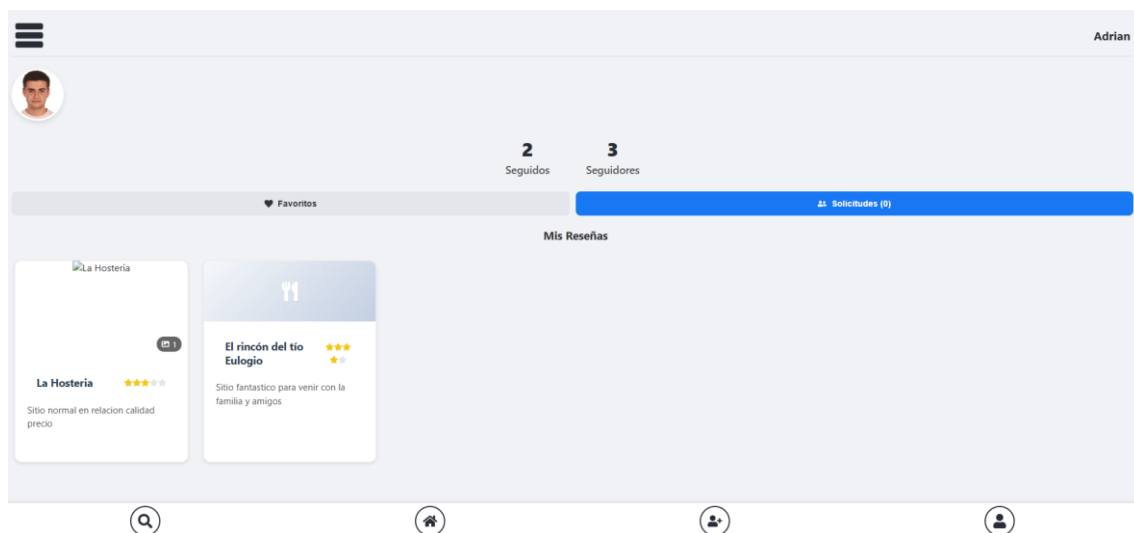 Adrian
2 3
Seguidos Seguidores
Favoritos Solicitudes (0)
Mis Reseñas
La Hosteria
1
La Hosteria
Sitio normal en relacion calidad
precio
El rincón del tío
Eulogio
Sitio fantastico para venir con la
familia y amigos